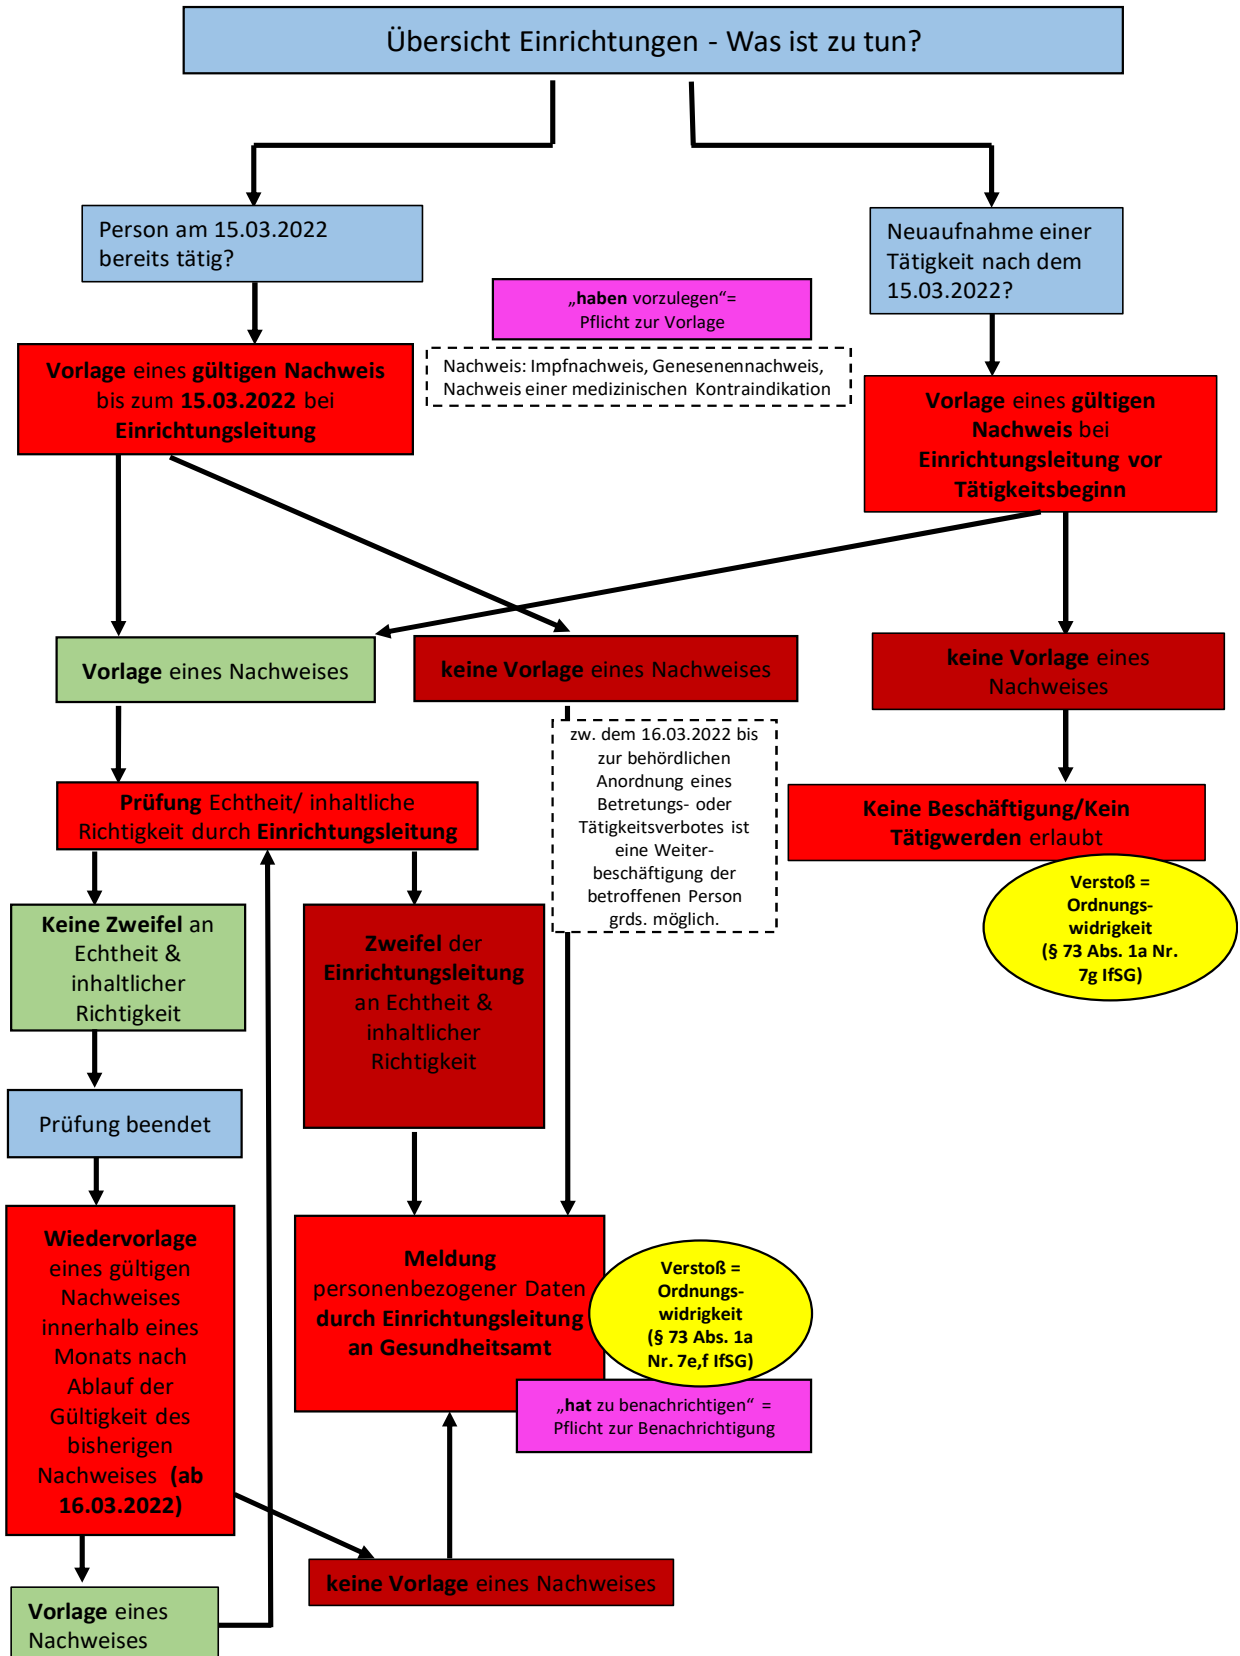 Übersicht Einrichtungen - Was ist zu tun?
Person am 15.03.2022
bereits tätig?
Neuaufnahme einer
Tätigkeit nach dem
15.03.2022?
„haben vorzulegen“=
Pflicht zur Vorlage
Nachweis: Impfnachweis, Genesenennachweis,
Nachweis einer medizinischen Kontraindikation
Vorlage eines gültigen Nachweis
bis zum 15.03.2022 bei
Einrichtungsleitung
Vorlage eines gültigen
Nachweis bei
Einrichtungsleitung vor
Tätigkeitsbeginn
Vorlage eines Nachweises
keine Vorlage eines Nachweises
keine Vorlage eines
Nachweises
zw. dem 16.03.2022 bis
zur behördlichen
Anordnung eines
Betretungs- oder
Tätigkeitsverbotes ist
eine Weiter-
beschäftigung der
betroffenen Person
grds. möglich.
Prüfung Echtheit/ inhaltliche
Richtigkeit durch Einrichtungsleitung
Keine Beschäftigung/Kein
Tätigwerden erlaubt
Verstoß =
Ordnungs-
widrigkeit
(§ 73 Abs. 1a Nr.
7g IfSG)
Keine Zweifel an
Echtheit &
inhaltlicher
Richtigkeit
Zweifel der
Einrichtungsleitung
an Echtheit &
inhaltlicher
Richtigkeit
Prüfung beendet
Wiedervorlage
eines gültigen
Nachweises
innerhalb eines
Monats nach
Ablauf der
Gültigkeit des
bisherigen
Nachweises (ab
16.03.2022)
Meldung
personenbezogener Daten
durch Einrichtungsleitung
an Gesundheitsamt
Verstoß =
Ordnungs-
widrigkeit
(§ 73 Abs. 1a
Nr. 7e,f IfSG)
„hat zu benachrichtigen“ =
Pflicht zur Benachrichtigung
keine Vorlage eines Nachweises
Vorlage eines
Nachweises